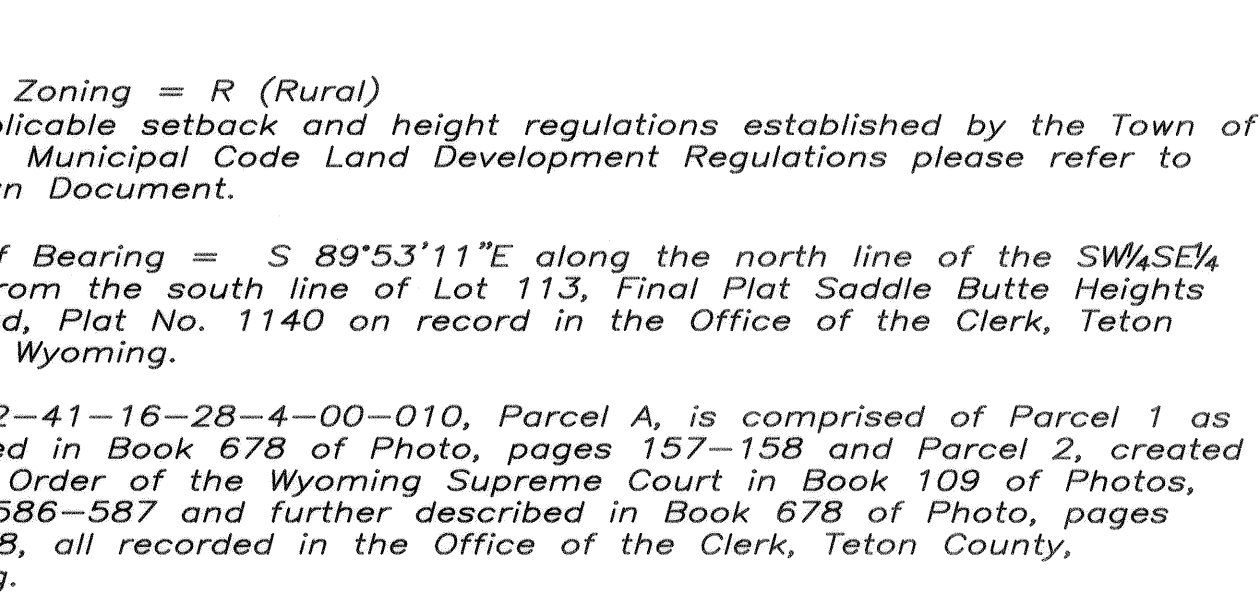 Zoning = R (Rural)
plicable setback and height regulations established by the Town of
Municipal Code Land Development Regulations please refer to
n Document.
f Bearing = S 89°53'11"E along the north line of the SW¼SE¼
rom the south line of Lot 113, Final Plat Saddle Butte Heights
d, Plat No. 1140 on record in the Office of the Clerk, Teton
Wyoming.
2-41-16-28-4-00-010, Parcel A, is comprised of Parcel 1 as
ed in Book 678 of Photo, pages 157-158 and Parcel 2, created
Order of the Wyoming Supreme Court in Book 109 of Photos,
586-587 and further described in Book 678 of Photo, pages
8, all recorded in the Office of the Clerk, Teton County,
g.